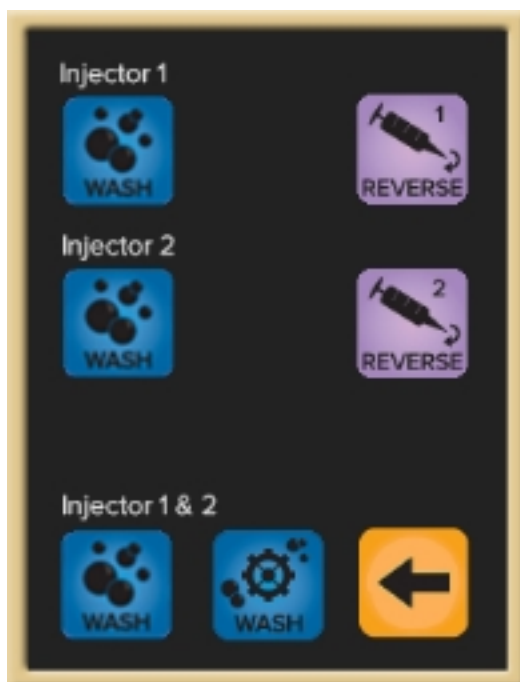 Injector 1
WASH
1
REVERSE
Injector 2
WASH
2
REVERSE
Injector 1 & 2
WASH
WASH